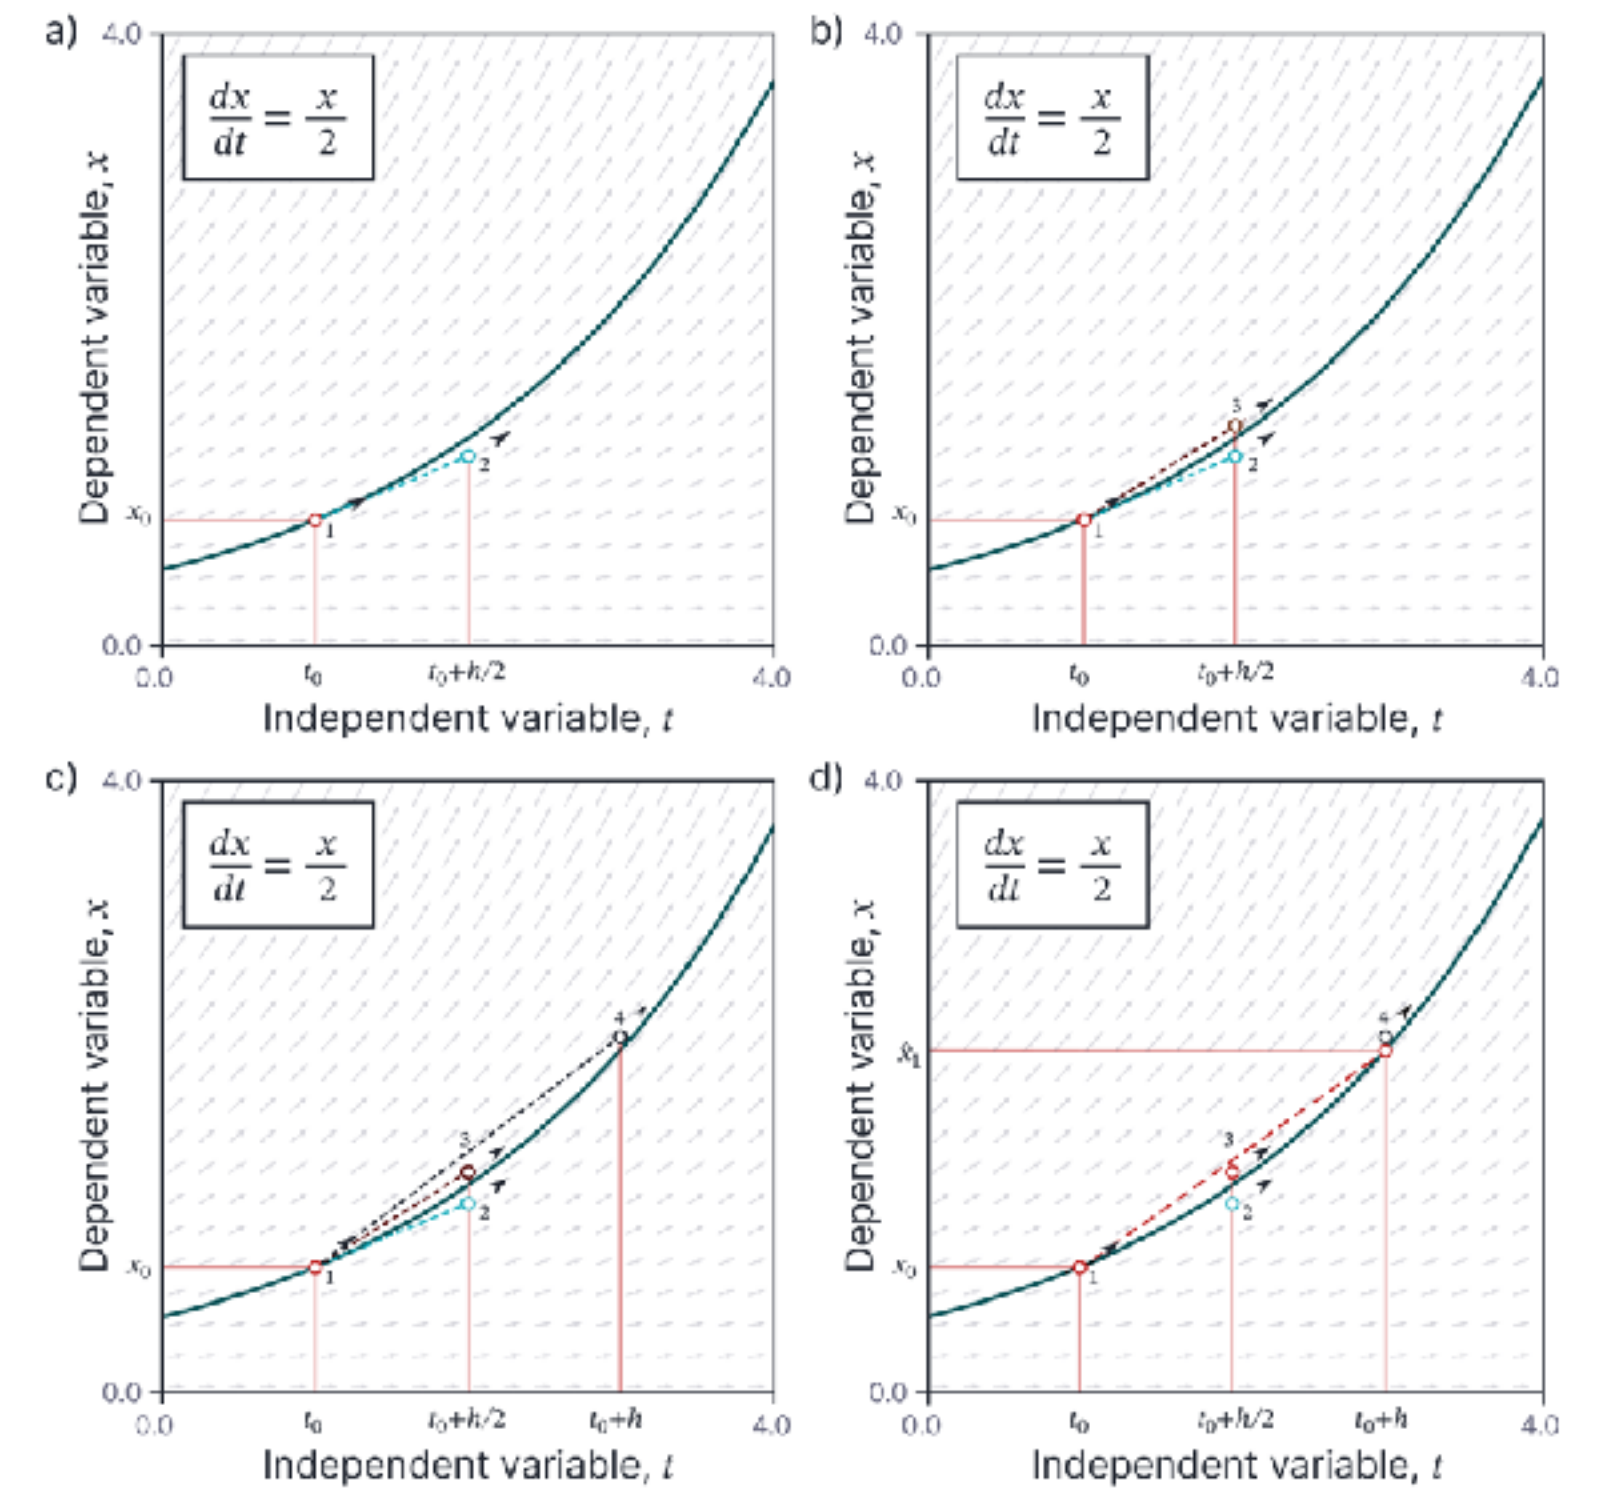 a)
4.0
dx/dt = x/2
Dependent variable, x
x₀
1
2
0.0
0.0
t₀
t₀+h/2
4.0
Independent variable, t
b)
4.0
dx/dt = x/2
Dependent variable, x
x₀
1
3
2
0.0
0.0
t₀
t₀+h/2
4.0
Independent variable, t
c)
4.0
dx/dt = x/2
Dependent variable, x
4
3
2
x₀
1
0.0
0.0
t₀
t₀+h/2
t₀+h
4.0
Independent variable, t
d)
4.0
dx/dt = x/2
Dependent variable, x
4
x̂₁
3
2
x₀
1
0.0
0.0
t₀
t₀+h/2
t₀+h
4.0
Independent variable, t